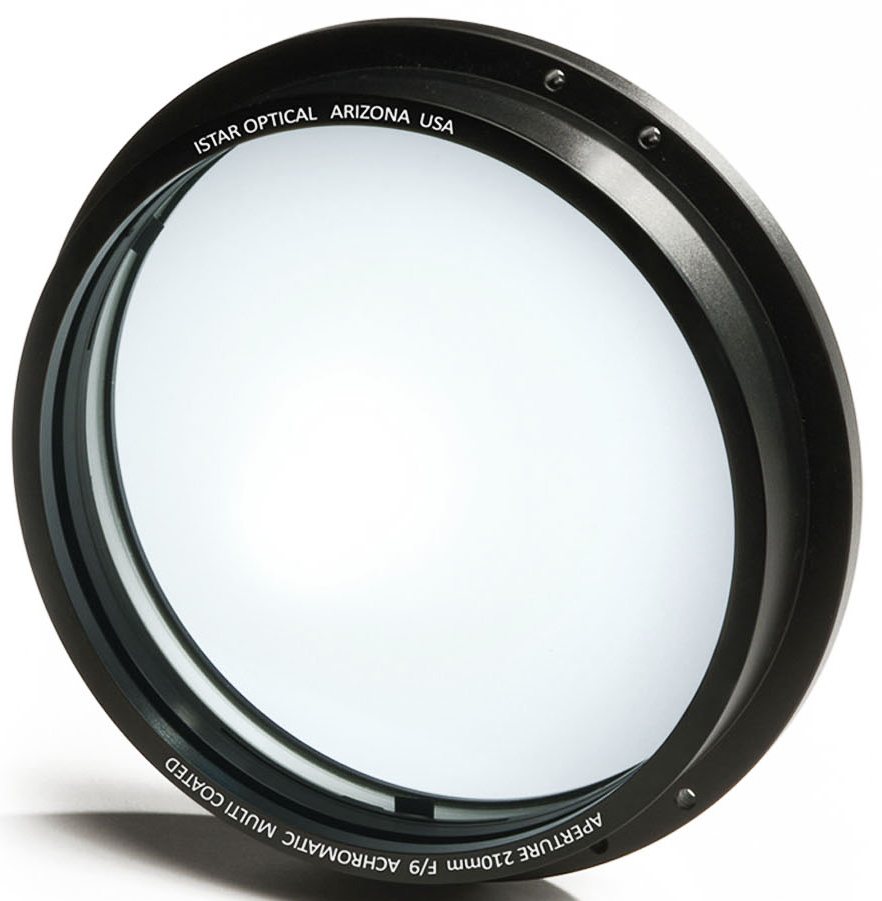 ISTAR OPTICAL ARIZONA USA
APERTURE 210mm F/9 ACHROMATIC MULTI COATED